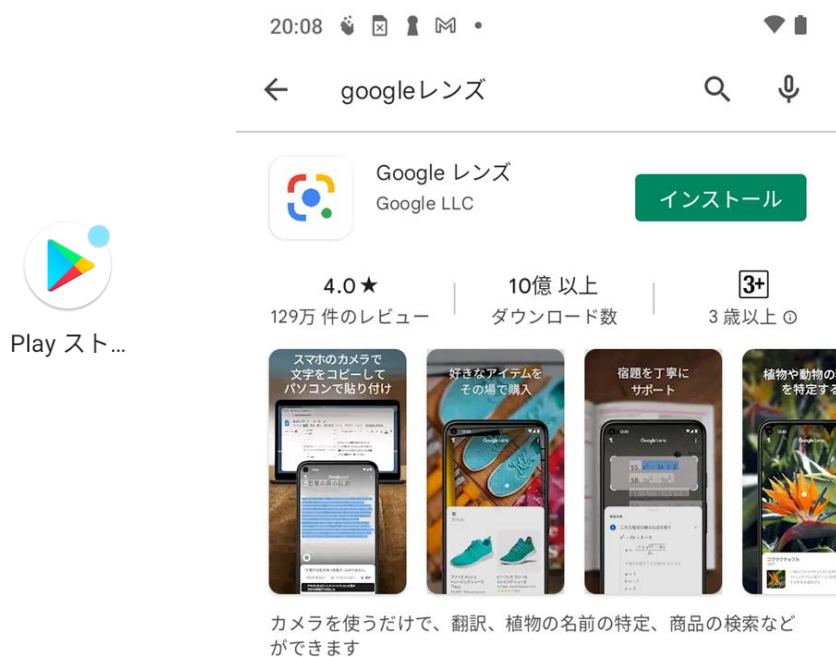 20:08
googleレンズ
Google レンズ
Google LLC
インストール
4.0★
129万 件のレビュー
10億 以上
ダウンロード数
3+
3 歳以上
Play スト...
スマホのカメラで
文字をコピーして
パソコンで貼り付け
好きなアイテムを
その場で購入
宿題を丁寧に
サポート
植物や動物の
を特定する
Google Lens
Google Lens
Google Lens
カメラを使うだけで、翻訳、植物の名前の特定、商品の検索など
ができます